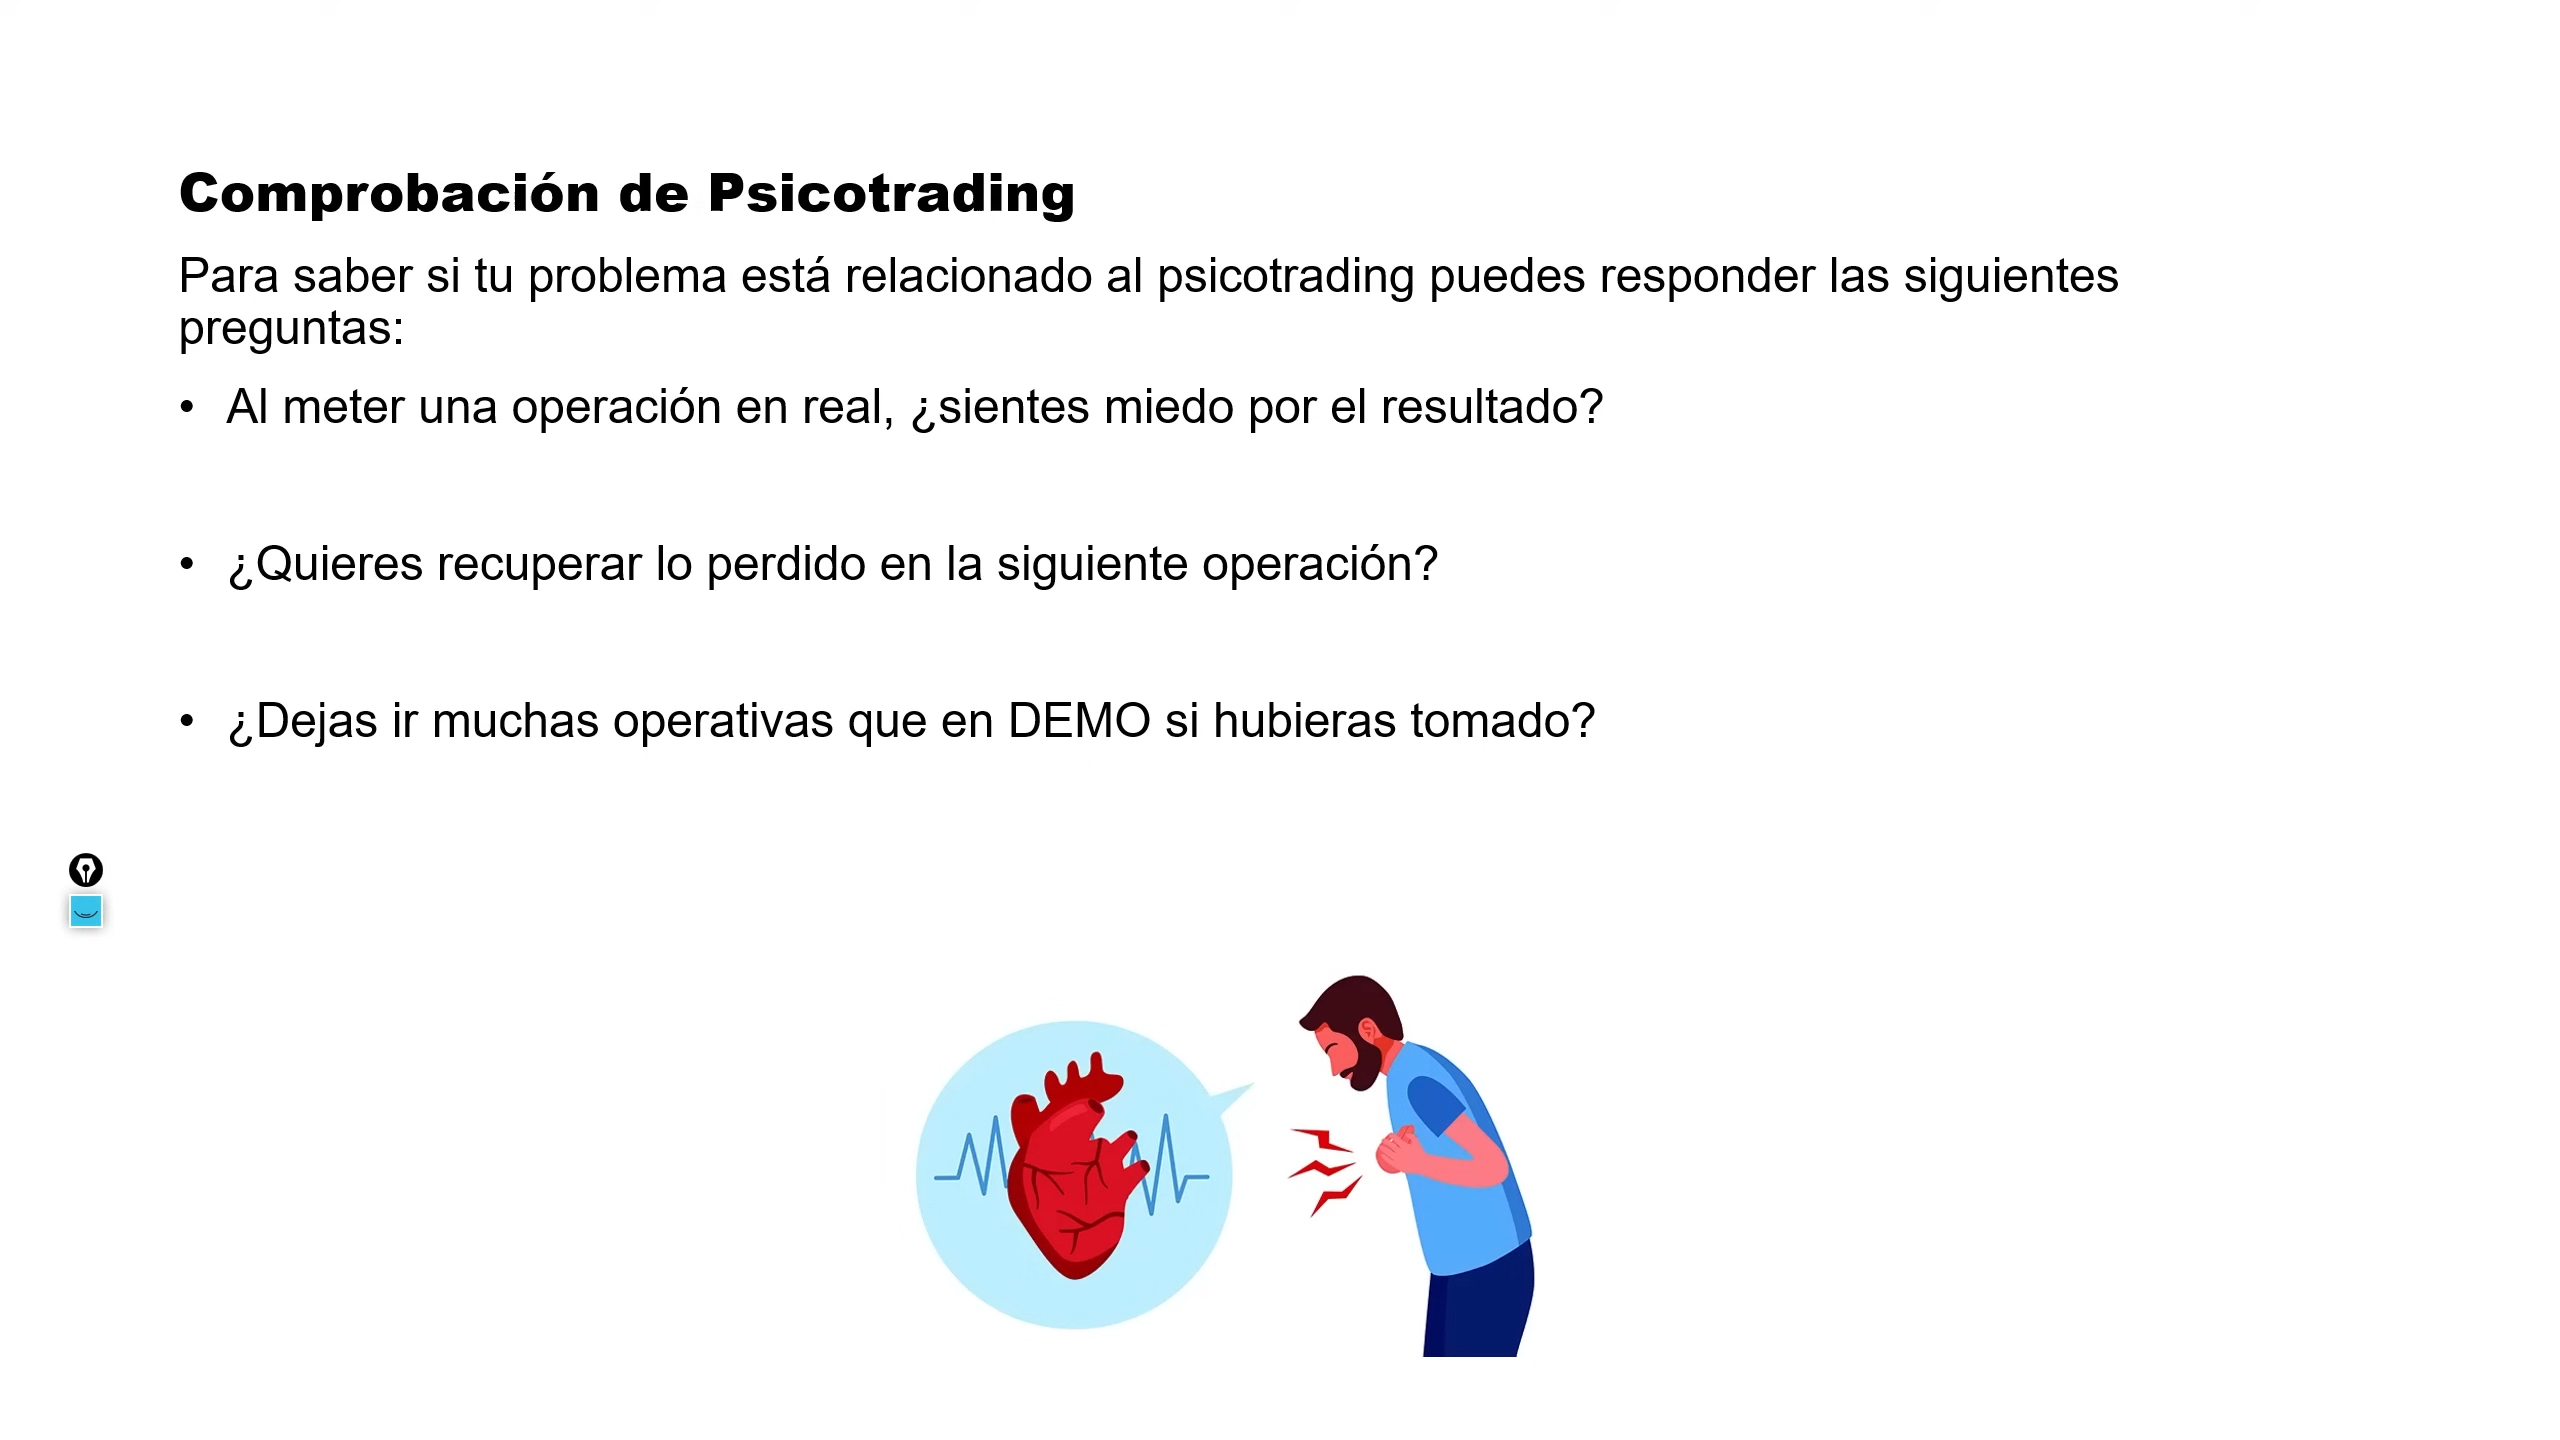 Comprobación de Psicotrading
Para saber si tu problema está relacionado al psicotrading puedes responder las siguientes
preguntas:
• Al meter una operación en real, ¿sientes miedo por el resultado?
• ¿Quieres recuperar lo perdido en la siguiente operación?
• ¿Dejas ir muchas operativas que en DEMO si hubieras tomado?